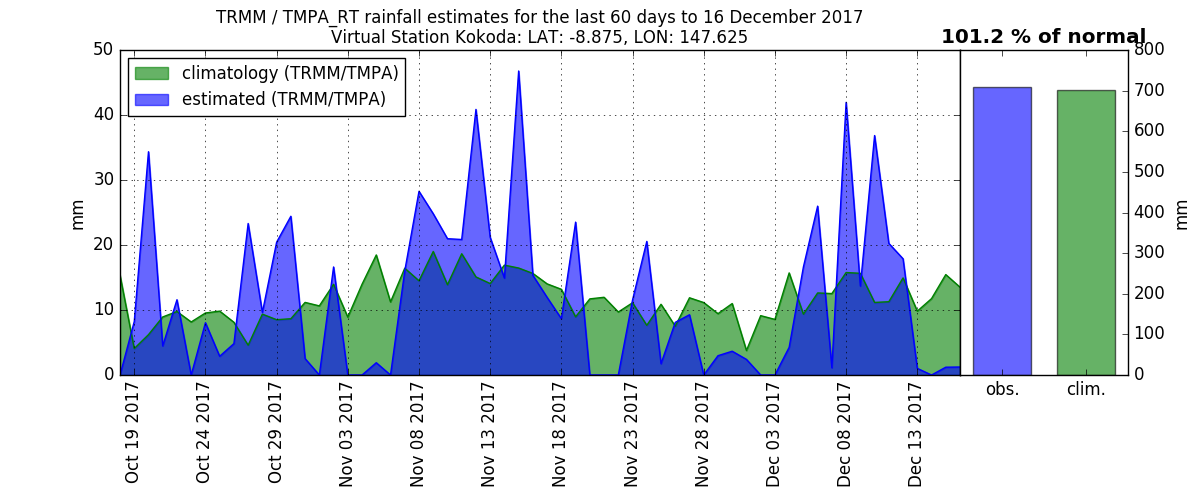 TRMM / TMPA_RT rainfall estimates for the last 60 days to 16 December 2017
Virtual Station Kokoda: LAT: -8.875, LON: 147.625
101.2 % of normal
climatology (TRMM/TMPA)
estimated (TRMM/TMPA)
50
40
30
20
10
0
mm
Oct 19 2017
Oct 24 2017
Oct 29 2017
Nov 03 2017
Nov 08 2017
Nov 13 2017
Nov 18 2017
Nov 23 2017
Nov 28 2017
Dec 03 2017
Dec 08 2017
Dec 13 2017
obs.
clim.
800
700
600
500
400
300
200
100
0
mm